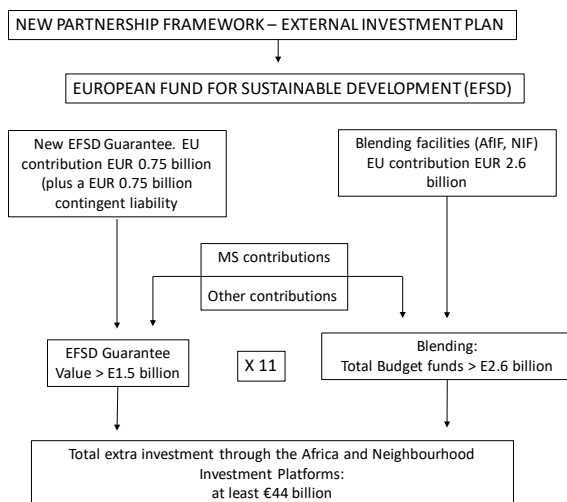 NEW PARTNERSHIP FRAMEWORK – EXTERNAL INVESTMENT PLAN
EUROPEAN FUND FOR SUSTAINABLE DEVELOPMENT (EFSD)
New EFSD Guarantee. EU
contribution EUR 0.75 billion
(plus a EUR 0.75 billion
contingent liability
Blending facilities (AfIF, NIF)
EU contribution EUR 2.6
billion
MS contributions
Other contributions
EFSD Guarantee
Value > E1.5 billion
X 11
Blending:
Total Budget funds > E2.6 billion
Total extra investment through the Africa and Neighbourhood
Investment Platforms:
at least €44 billion